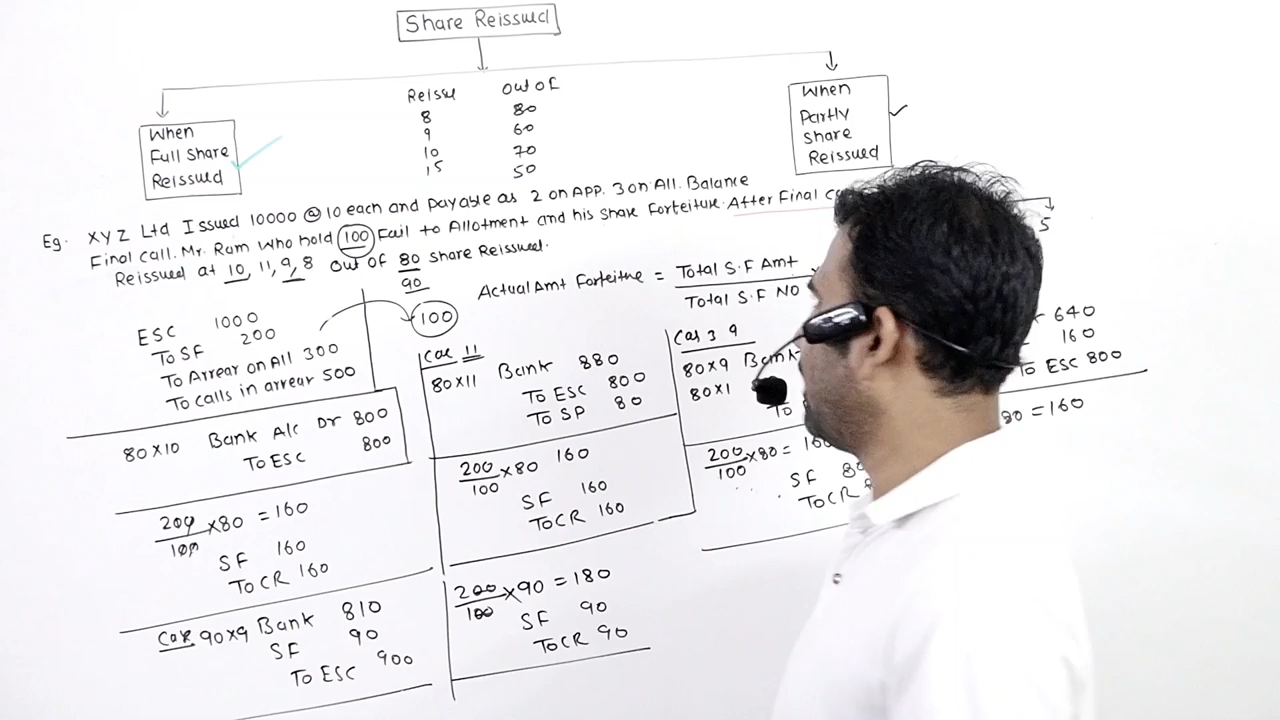 Share Reissued
When
Full Share
Reissued
Reissu Out Of
8 80
9 60
10 70
15 50
When
Partly
Share
Reissued
Eg. XYZ Ltd Issued 10000 @ 10 each and payable as 2 on APP. 3 on All. Balance
Final call. Mr. Ram who hold 100 Fail to Allotment and his share Forfeiture. After Final
Reissued at 10, 11, 9, 8 out OF 80 share Reissued.
90
5
Actual Amt Forfeitue = Total S.F Amt
Total S.F NO
ESC 1000
To SF 200
To Arrear on All 300
To Calls in arrear 500
100
80×10 Bank A/c Dr 800
To ESC 800
200/100 ×80 = 160
SF 160
To CR 160
Case 90×9 Bank 810
SF 90
To ESC 900
Cae 11
80×11 Bank 880
To ESC 800
To SP 80
200/100 ×80 160
SF 160
To CR 160
200/100 ×90 = 180
SF 90
To CR 90
Cas 3 9
80×9 Bank
80×1
To
200/100 ×80 =
SF
To CR
640
160
To ESC 800
80 = 160